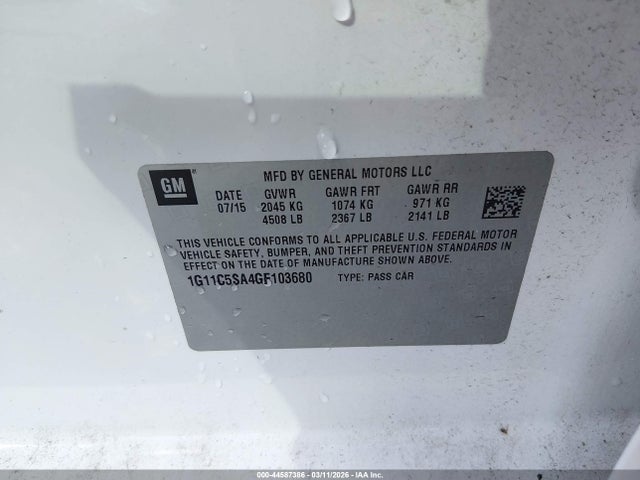 GM
MFD BY GENERAL MOTORS LLC
DATE GVWR GAWR FRT GAWR RR
07/15 2045 KG 1074 KG 971 KG
4508 LB 2367 LB 2141 LB
THIS VEHICLE CONFORMS TO ALL APPLICABLE U.S. FEDERAL MOTOR
VEHICLE SAFETY, BUMPER, AND THEFT PREVENTION STANDARDS IN
EFFECT ON THE DATE OF MANUFACTURE SHOWN ABOVE.
1G11C5SA4GF103680 TYPE: PASS CAR
000-44587386 - 03/11/2026 - IAAI.COM